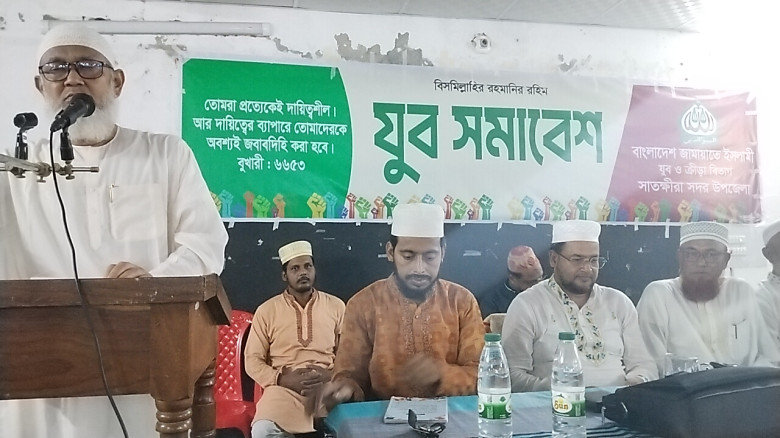 বিসমিল্লাহির রহমানির রহিম
তোমরা প্রত্যেকেই দায়িত্বশীল।
আর দায়িত্বের ব্যাপারে তোমাদেরকে
অবশ্যই জবাবদিহি করা হবে।
বুখারী : ৬৬৫৩
যুব সমাবেশ
বাংলাদেশ জামায়াতে ইসলামী
যুব ও ক্রীড়া বিভাগ
সাতক্ষীরা সদর উপজেলা